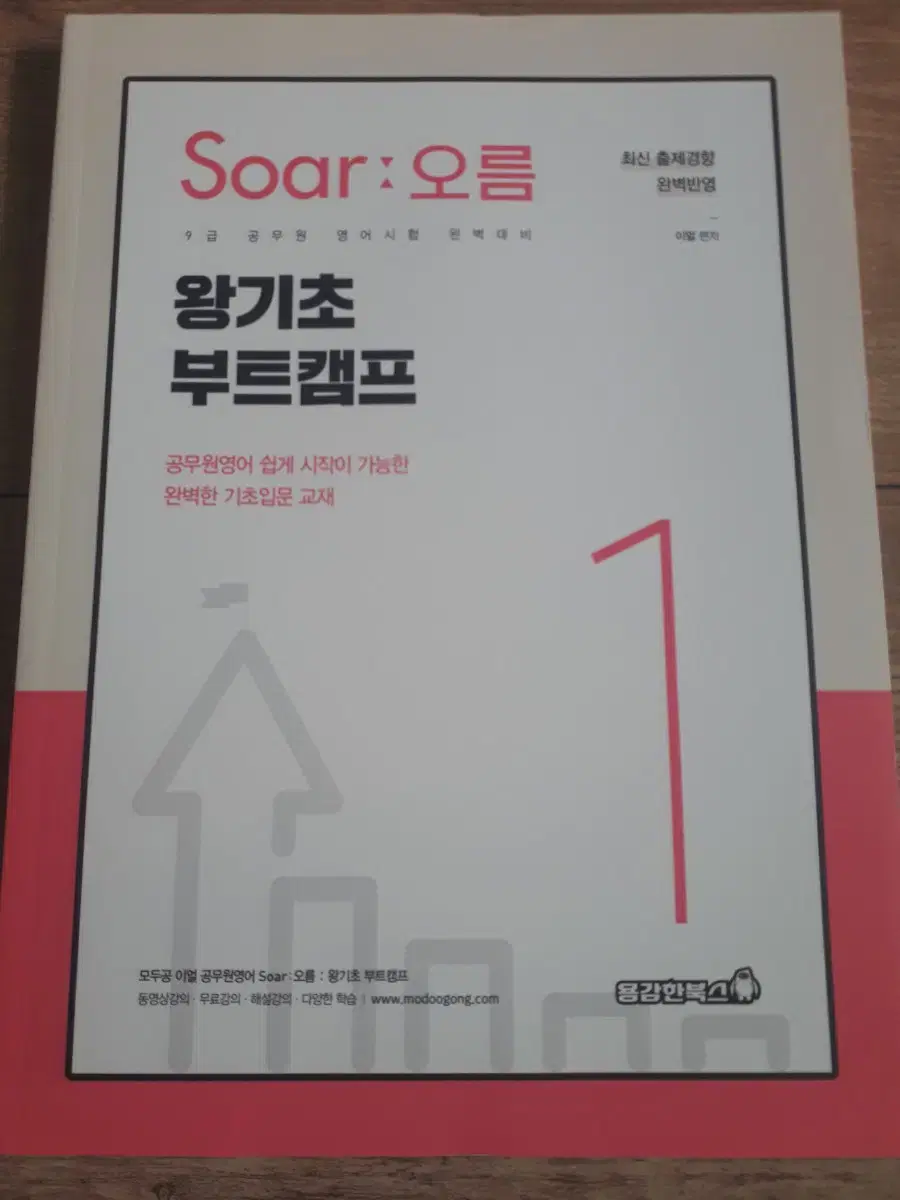 Soar:오름
최신 출제경향
완벽반영
9급 공무원 영어시험 완벽대비
이얼 편저
왕기초
부트캠프
공무원영어 쉽게 시작이 가능한
완벽한 기초입문 교재
1
모두공 이얼 공무원영어 Soar:오름 : 왕기초 부트캠프
동영상강의 · 무료강의 · 해설강의 · 다양한 학습 | www.modoogong.com
용감한북스